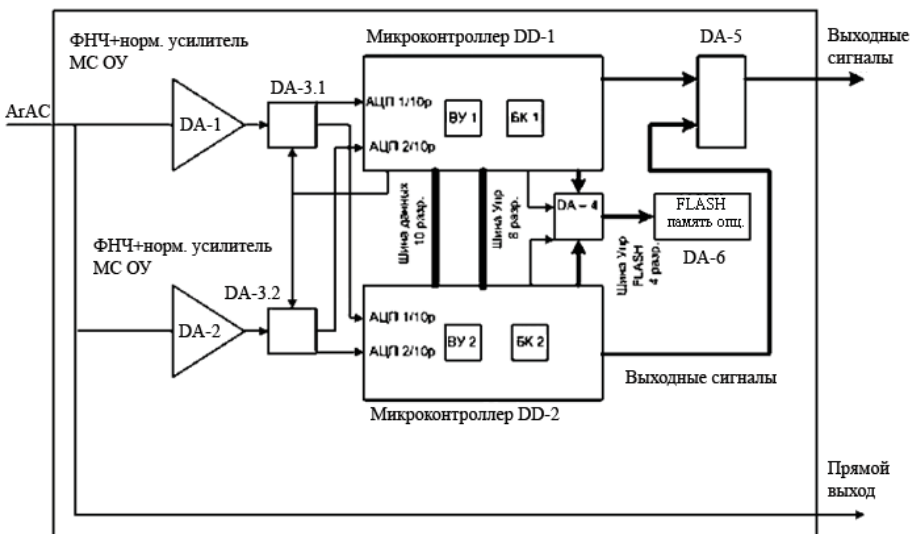 ФНЧ+норм. усилитель
МС ОУ
Микроконтроллер DD-1
DA-5
Выходные
сигналы
DA-3.1
АгАС
DA-1
АЦП 1/10р
АЦП 2/10р
ВУ 1
БК 1
Шина данных
10 разр.
Шина Упр
8 разр.
DA – 4
FLASH
память опц.
DA-6
Шина Упр
FLASH
4 разр.
ФНЧ+норм. усилитель
МС ОУ
DA-3.2
DA-2
АЦП 1/10р
АЦП 2/10р
ВУ 2
БК 2
Выходные сигналы
Микроконтроллер DD-2
Прямой
выход